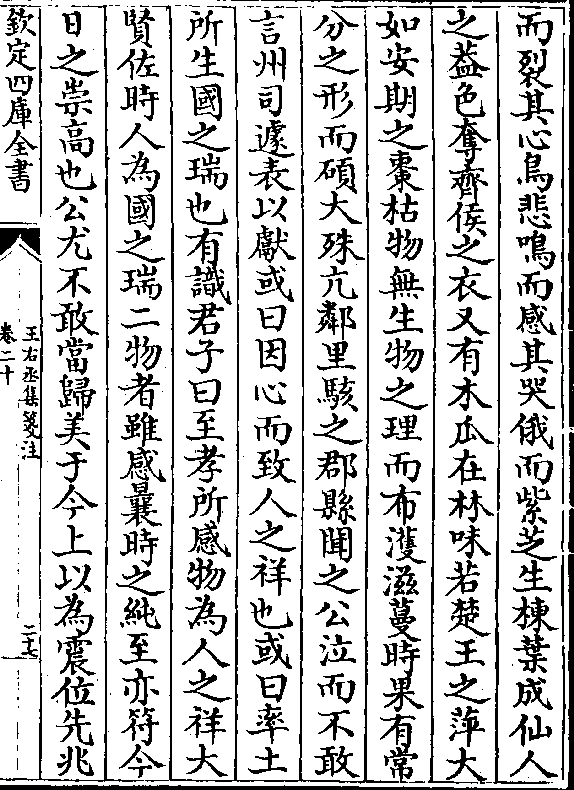 而裂其心鳥悲鳴而感其哭俄而紫芝生棟葉成仙人
之葢色奪齊侯之衣又有木瓜在林味若楚王之萍大
如安期之棗枯物無生物之理而布濩滋蔓時果有常
分之形而碩大殊亢鄰里駭之郡縣聞之公泣而不敢
言州司遽表以獻或曰因心而致人之祥也或曰率土
所生國之瑞也有識君子曰至孝所感物為人之祥大
賢佐時人為國之瑞二物者雖感曩時之純至亦符今
日之崇高也公尤不敢當歸美于今上以為震位先兆
欽定四庫全書
王右丞集箋注
卷二十
二七